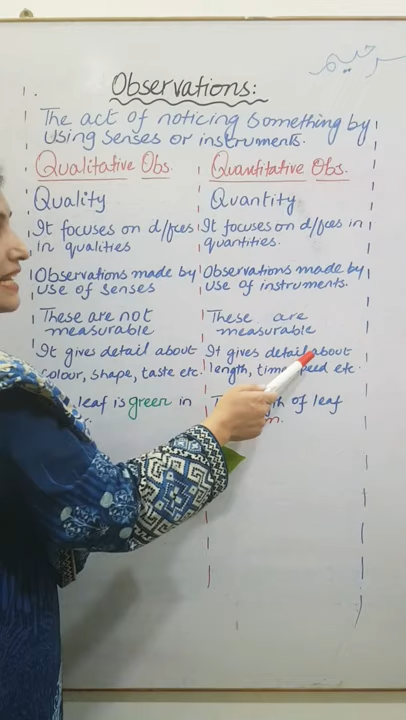 Observations:
The act of noticing something by
using senses or instruments.
Qualitative Obs.
Quality
It focuses on d/fces
in qualities
Observations made by
use of senses
These are not
measurable
It gives detail about
colour, shape, taste etc.
leaf is green in
Quantitative Obs.
Quantity
It focuses on d/fces in
quantities.
Observations made by
use of instruments.
These are
measurable
It gives detail about
length, etc.
of leaf